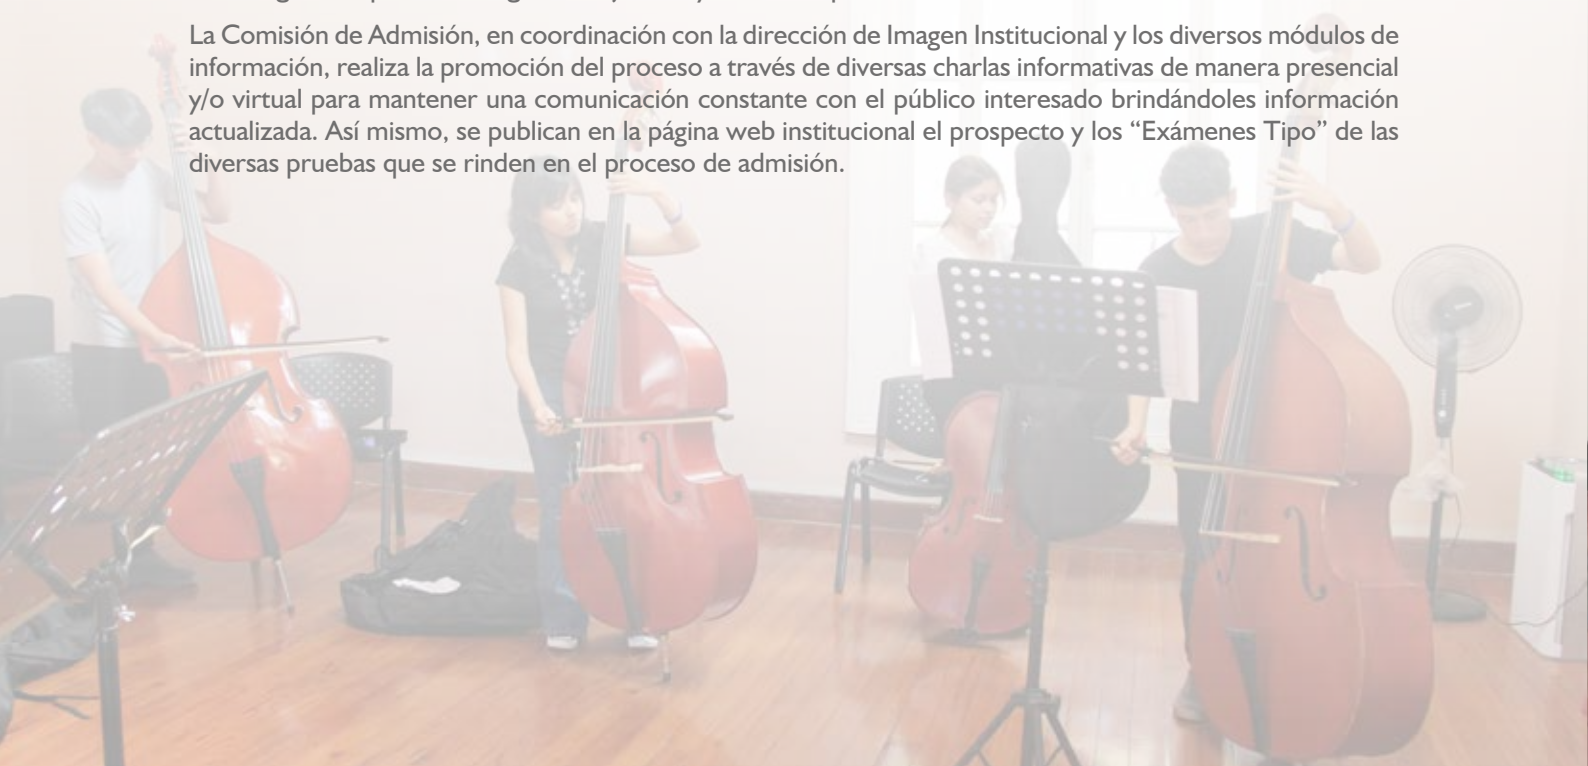 La Comisión de Admisión, en coordinación con la dirección de Imagen Institucional y los diversos módulos de
información, realiza la promoción del proceso a través de diversas charlas informativas de manera presencial
y/o virtual para mantener una comunicación constante con el público interesado brindándoles información
actualizada. Así mismo, se publican en la página web institucional el prospecto y los “Exámenes Tipo” de las
diversas pruebas que se rinden en el proceso de admisión.